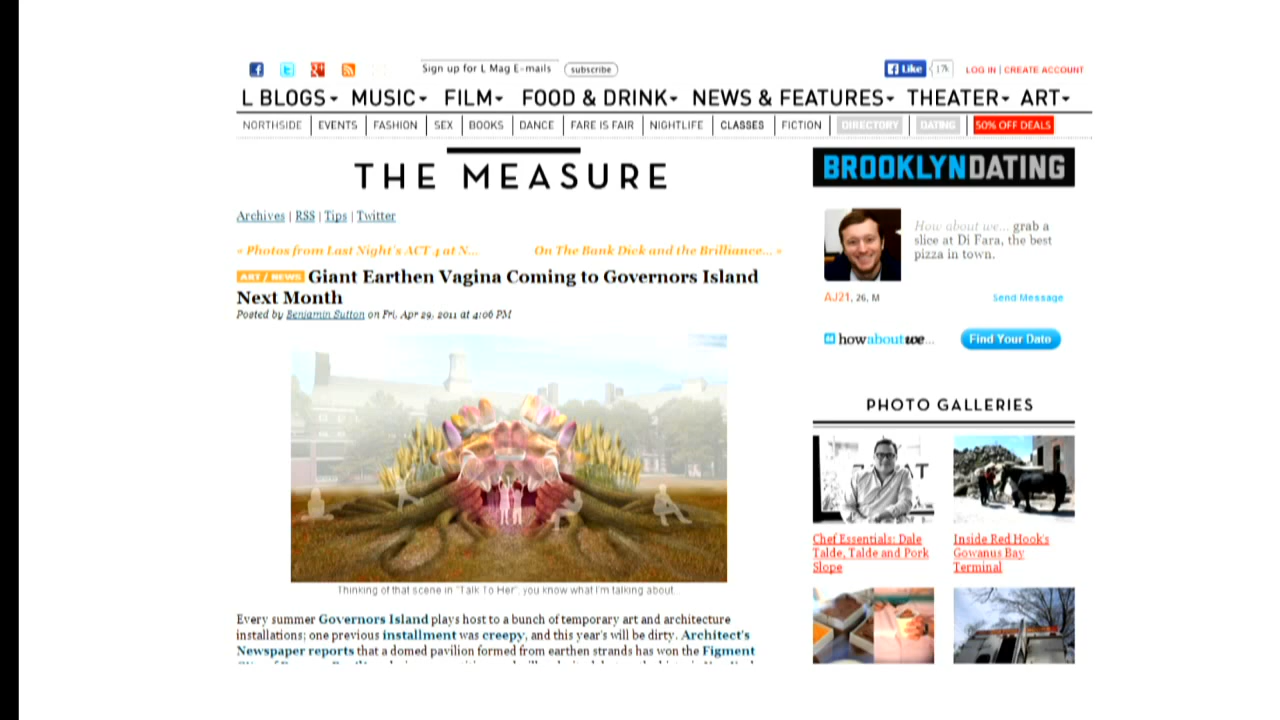 Sign up for L Mag E-mails subscribe Like 17k LOG IN | CREATE ACCOUNT
L BLOGS MUSIC FILM FOOD & DRINK NEWS & FEATURES THEATER ART
NORTHSIDE EVENTS FASHION SEX BOOKS DANCE FARE IS FAIR NIGHTLIFE CLASSES FICTION DIRECTORY DATING 50% OFF DEALS
THE MEASURE
Archives | RSS | Tips | Twitter
« Photos from Last Night's ACT 4 at N... On The Bank Dick and the Brilliance... »
ART / NEWS Giant Earthen Vagina Coming to Governors Island
Next Month
Posted by Benjamin Sutton on Fri, Apr 29, 2011 at 4:06 PM
Thinking of that scene in "Talk To Her", you know what I'm talking about...
Every summer Governors Island plays host to a bunch of temporary art and architecture
installations; one previous installment was creepy, and this year's will be dirty. Architect's
Newspaper reports that a domed pavilion formed from earthen strands has won the Figment
BROOKLYNDATING
How about we... grab a
slice at Di Fara, the best
pizza in town.
AJ21, 26, M Send Message
howaboutwe... Find Your Date
PHOTO GALLERIES
Chef Essentials: Dale
Talde, Talde and Pork
Slope
Inside Red Hook's
Gowanus Bay
Terminal